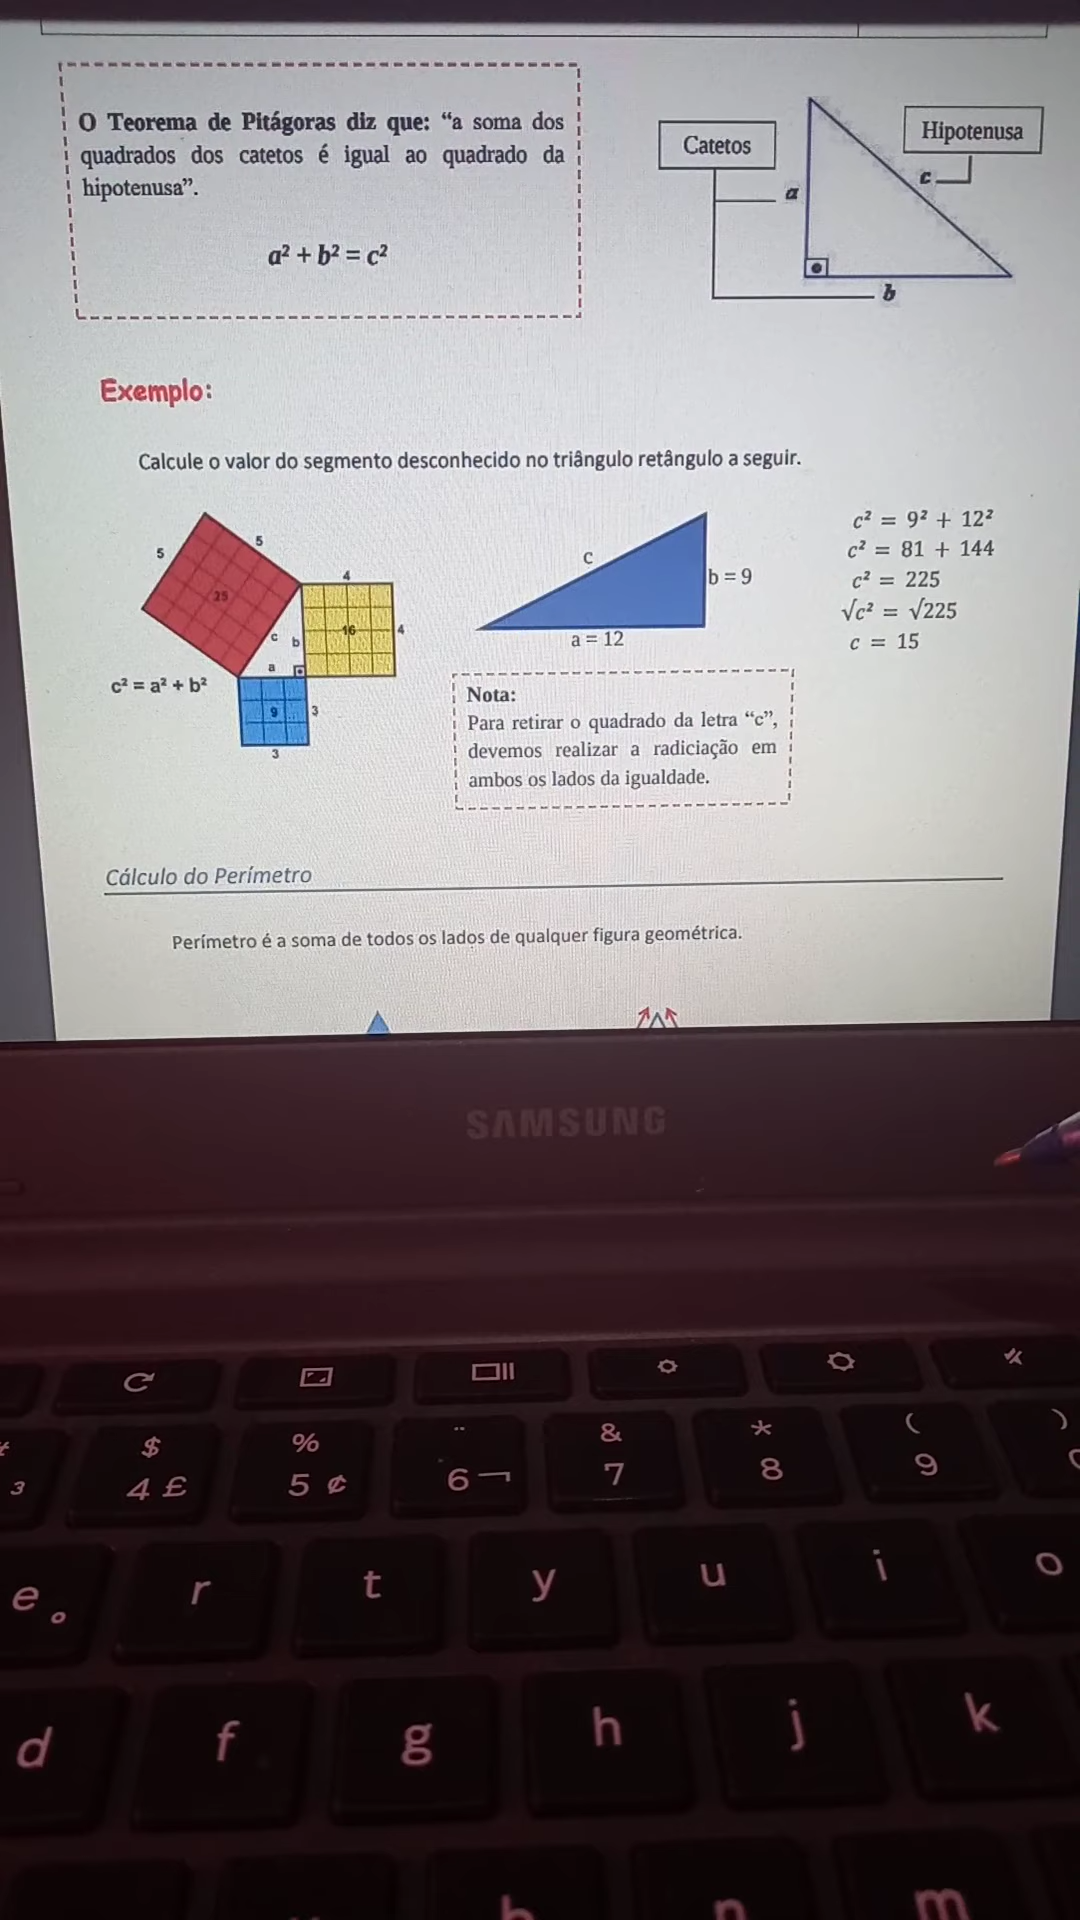 O Teorema de Pitágoras diz que: “a soma dos
quadrados dos catetos é igual ao quadrado da
hipotenusa”.
a² + b² = c²
Catetos
Hipotenusa
a
c
b
Exemplo:
Calcule o valor do segmento desconhecido no triângulo retângulo a seguir.
5
5
25
4
16
4
c
b
a
c² = a² + b²
9
3
3
c
b = 9
a = 12
c² = 9² + 12²
c² = 81 + 144
c² = 225
√c² = √225
c = 15
Nota:
Para retirar o quadrado da letra “c”,
devemos realizar a radiciação em
ambos os lados da igualdade.
Cálculo do Perímetro
Perímetro é a soma de todos os lados de qualquer figura geométrica.
SAMSUNG
$ % ¨ & * ( )
3 4 £ 5 ¢ 6 ¬ 7 8 9
e ° r t y u i o
d f g h j k
b n m